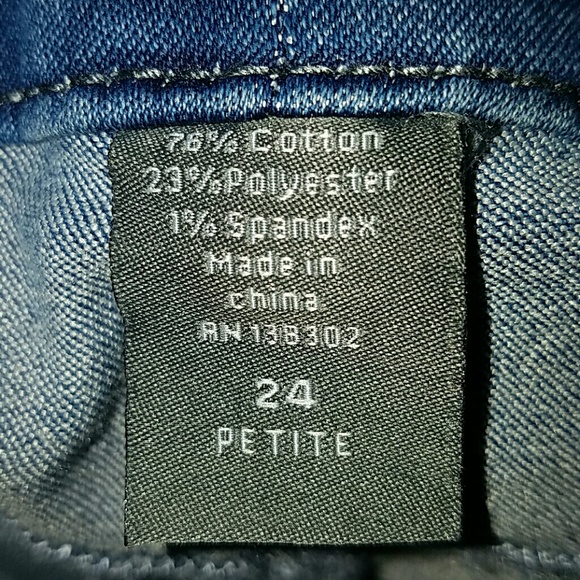 76% Cotton
23% Polyester
1% Spandex
Made in
china
RN 138302
24
PETITE